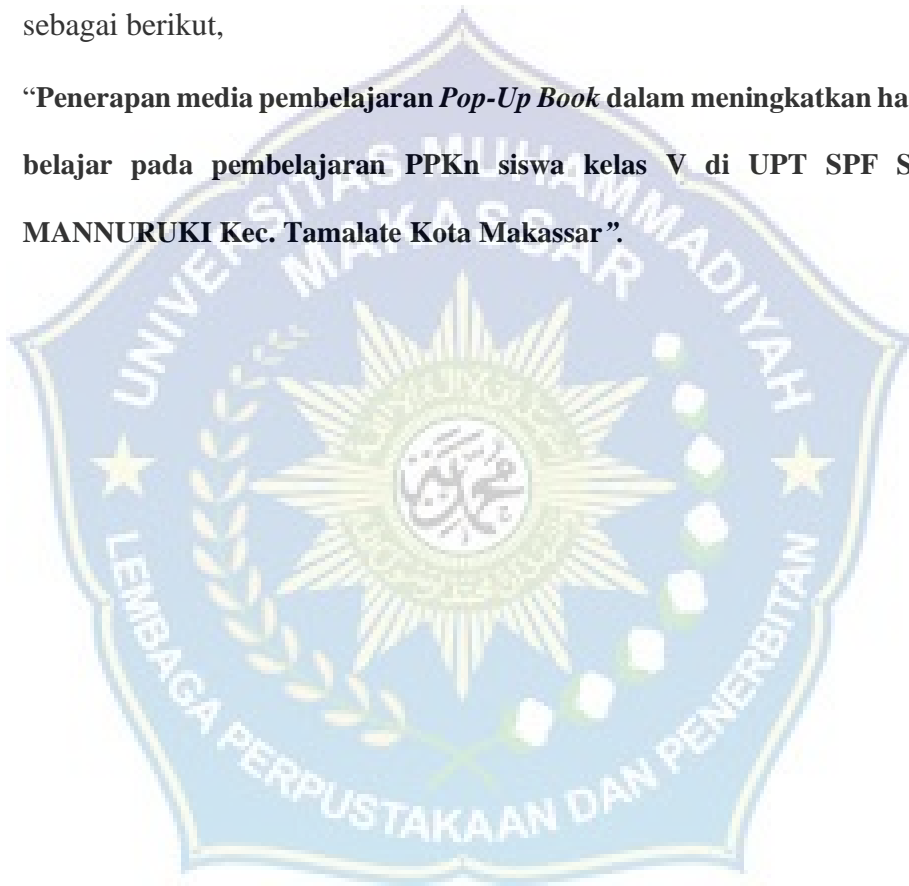 sebagai berikut,
“Penerapan media pembelajaran Pop-Up Book dalam meningkatkan ha
belajar pada pembelajaran PPKn siswa kelas V di UPT SPF S
MANNURUKI Kec. Tamalate Kota Makassar”.
UNIVERSITAS MUHAMMADIYAH
MAKASSAR
LEMBAGA PERPUSTAKAAN DAN PENERBITAN